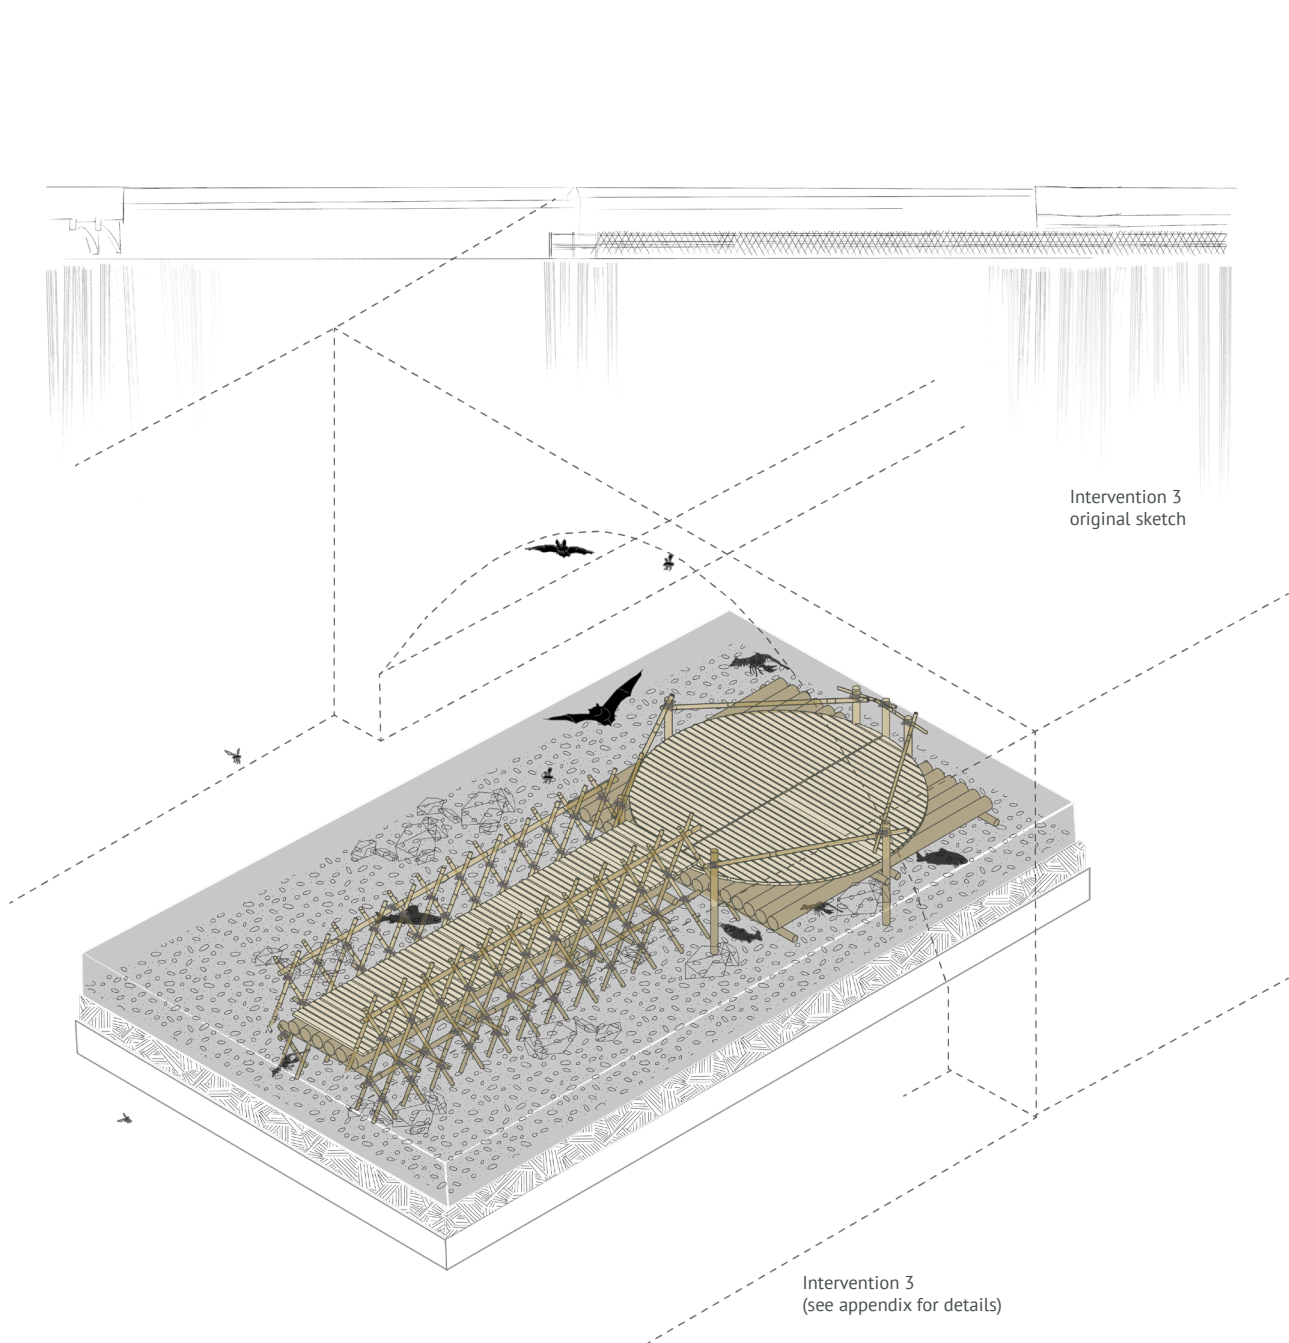 Intervention 3
original sketch
Intervention 3
(see appendix for details)